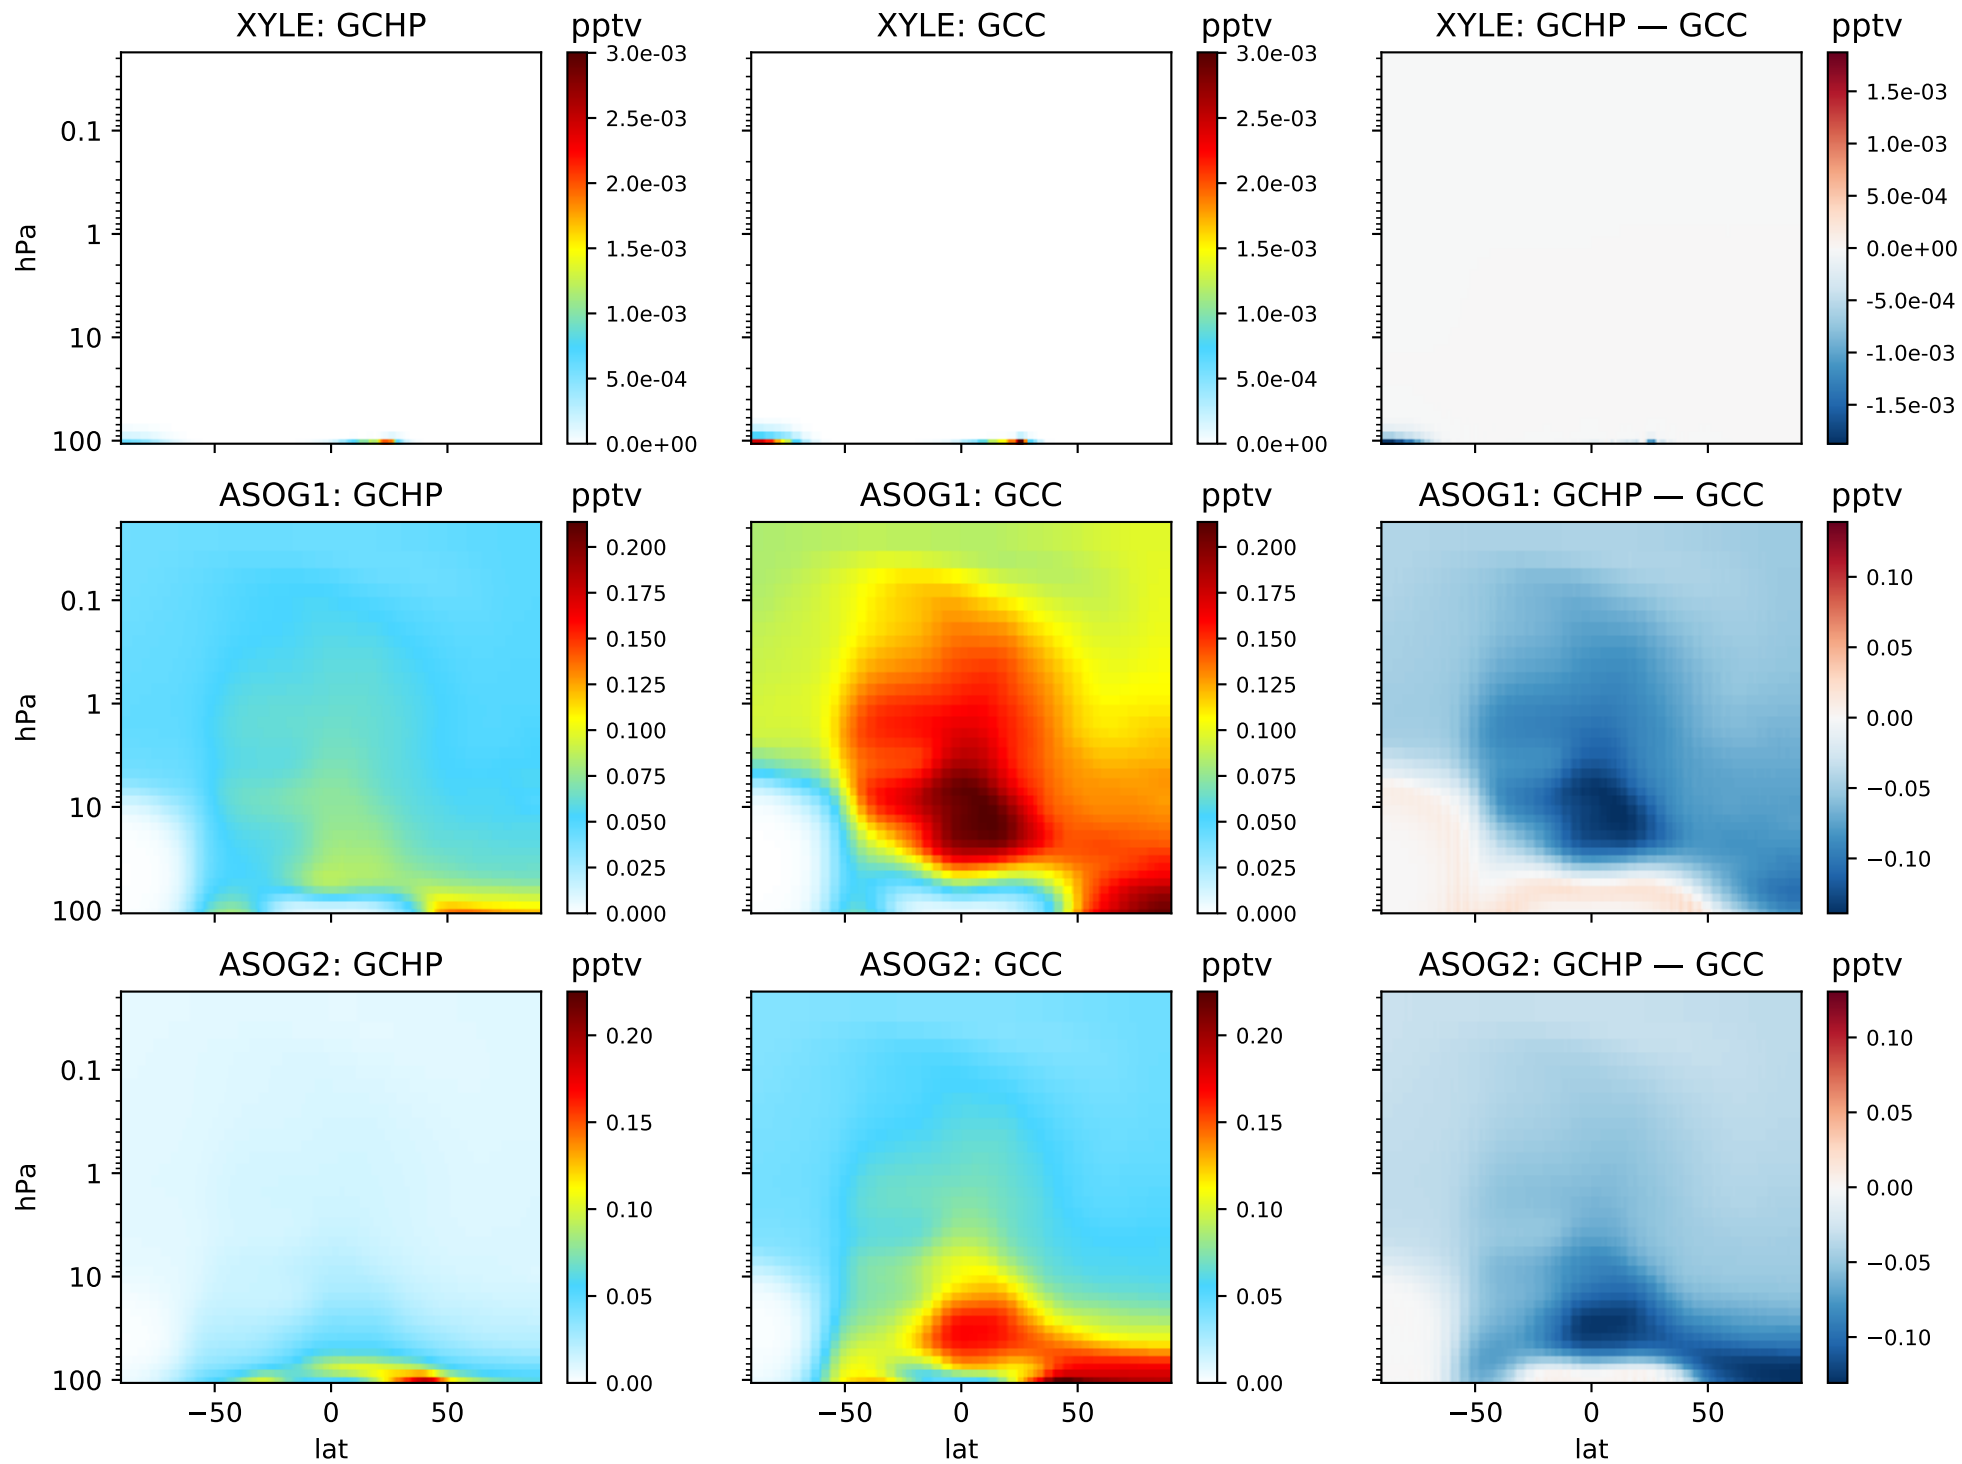 XYLE: GCHP
pptv
XYLE: GCC
pptv
XYLE: GCHP — GCC
pptv
hPa
0.1
1
10
100
3.0e-03
2.5e-03
2.0e-03
1.5e-03
1.0e-03
5.0e-04
0.0e+00
3.0e-03
2.5e-03
2.0e-03
1.5e-03
1.0e-03
5.0e-04
0.0e+00
1.5e-03
1.0e-03
5.0e-04
0.0e+00
-5.0e-04
-1.0e-03
-1.5e-03
ASOG1: GCHP
pptv
ASOG1: GCC
pptv
ASOG1: GCHP — GCC
pptv
hPa
0.1
1
10
100
0.200
0.175
0.150
0.125
0.100
0.075
0.050
0.025
0.000
0.200
0.175
0.150
0.125
0.100
0.075
0.050
0.025
0.000
0.10
0.05
0.00
−0.05
−0.10
ASOG2: GCHP
pptv
ASOG2: GCC
pptv
ASOG2: GCHP — GCC
pptv
hPa
0.1
1
10
100
0.20
0.15
0.10
0.05
0.00
0.20
0.15
0.10
0.05
0.00
0.10
0.05
0.00
−0.05
−0.10
−50 0 50
−50 0 50
−50 0 50
lat
lat
lat